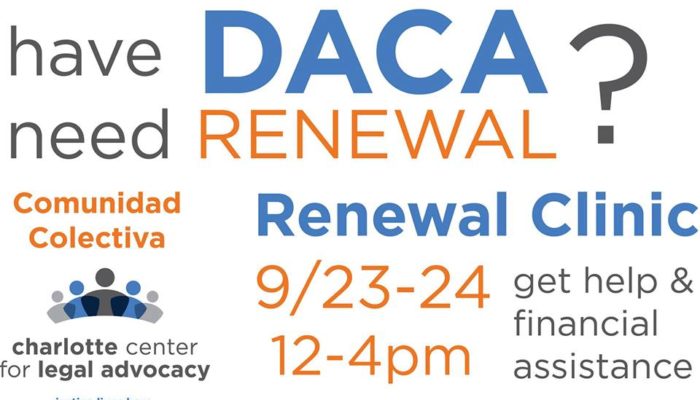 have DACA ?
need RENEWAL
Comunidad
Colectiva
charlotte center
for legal advocacy
Renewal Clinic
9/23-24
12-4pm
get help &
financial
assistance